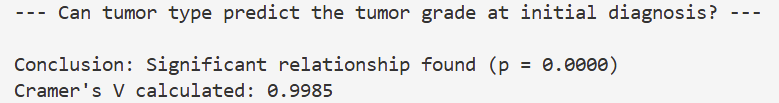 --- Can tumor type predict the tumor grade at initial diagnosis? ---
Conclusion: Significant relationship found (p = 0.0000)
Cramer's V calculated: 0.9985